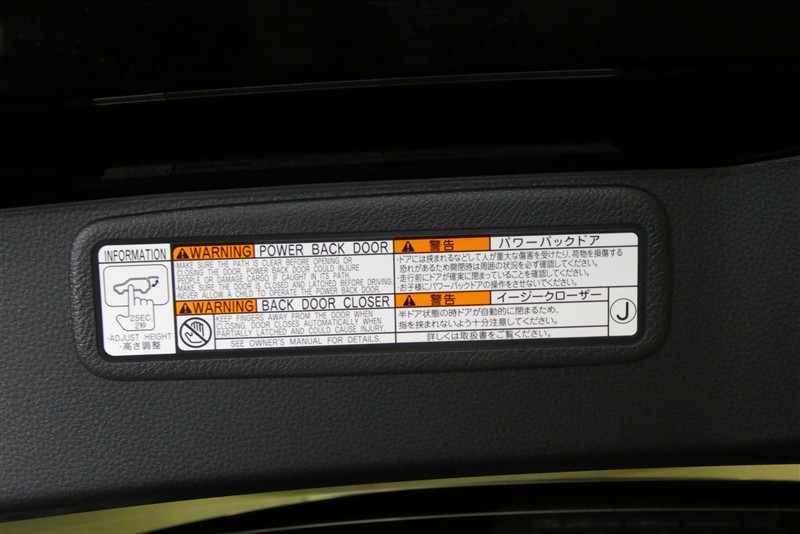 INFORMATION
2SEC.
2秒
·ADJUST HEIGHT
·高さ調整
WARNING POWER BACK DOOR
MAKE SURE THE PATH IS CLEAR BEFORE OPENING OR
CLOSING THE DOOR. POWER BACK DOOR COULD INJURE
PEOPLE OR DAMAGE CARGO IF CAUGHT IN ITS PATH.
MAKE SURE THE DOOR IS CLOSED AND LATCHED BEFORE DRIVING.
NEVER ALLOW A CHILD TO OPERATE THE POWER BACK DOOR.
WARNING BACK DOOR CLOSER
KEEP FINGERS AWAY FROM THE DOOR WHEN
CLOSING. DOOR CLOSES AUTOMATICALLY WHEN
PARTIALLY LATCHED AND COULD CAUSE INJURY.
SEE OWNER'S MANUAL FOR DETAILS.
警告 パワーバックドア
・ドアには挟まれるなどして人が重大な傷害を受けたり、荷物を損傷する
恐れがあるため開閉時は周囲の状況を必ず確認してください。
・走行前にドアが確実に閉まっていることを確認してください。
・お子様にパワーバックドアの操作をさせないでください。
警告 イージークローザー
半ドア状態の時ドアが自動的に閉まるため、
指を挟まれないよう十分注意してください。
詳しくは取扱書をご覧ください。
J